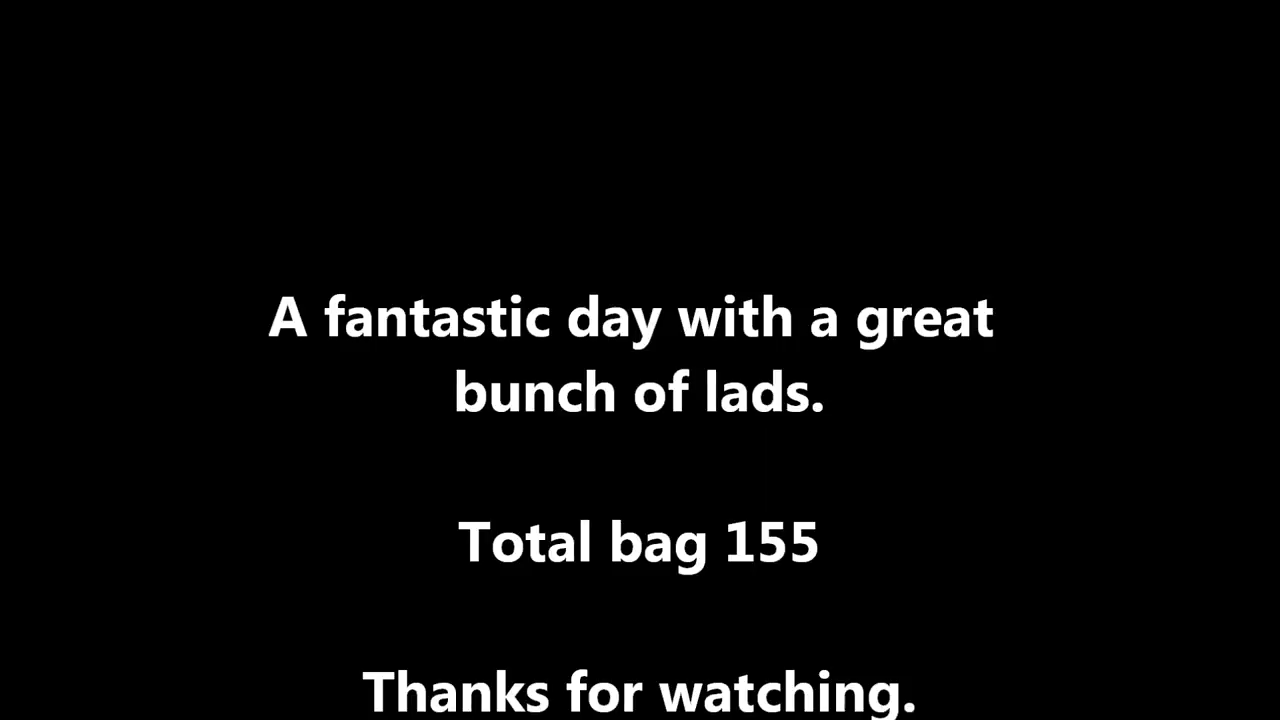 A fantastic day with a great
bunch of lads.
Total bag 155
Thanks for watching.